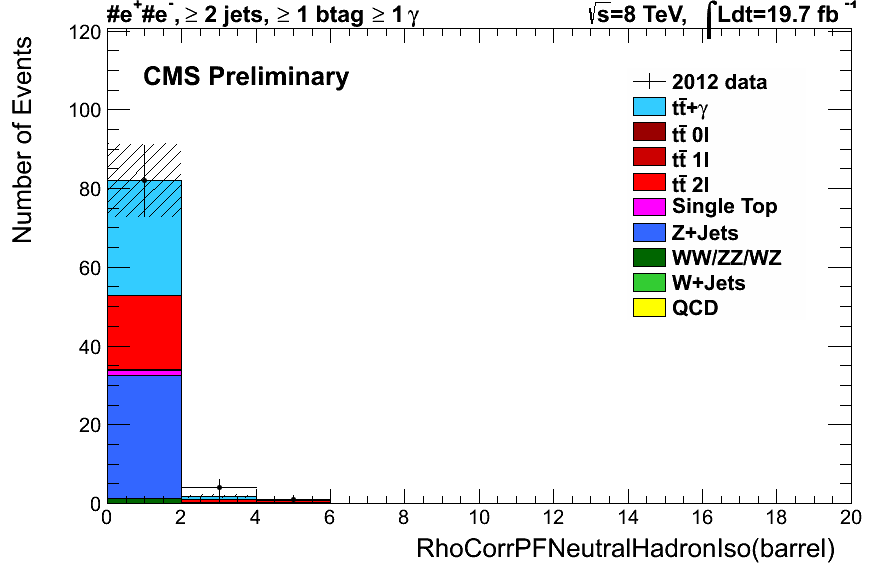 #e⁺#e⁻, ≥ 2 jets, ≥ 1 btag ≥ 1 γ
√s=8 TeV, ∫Ldt=19.7 fb⁻¹
CMS Preliminary
2012 data
tt̄+γ
tt̄ 0l
tt̄ 1l
tt̄ 2l
Single Top
Z+Jets
WW/ZZ/WZ
W+Jets
QCD
Number of Events
120
100
80
60
40
20
0
0 2 4 6 8 10 12 14 16 18 20
RhoCorrPFNeutralHadronIso(barrel)